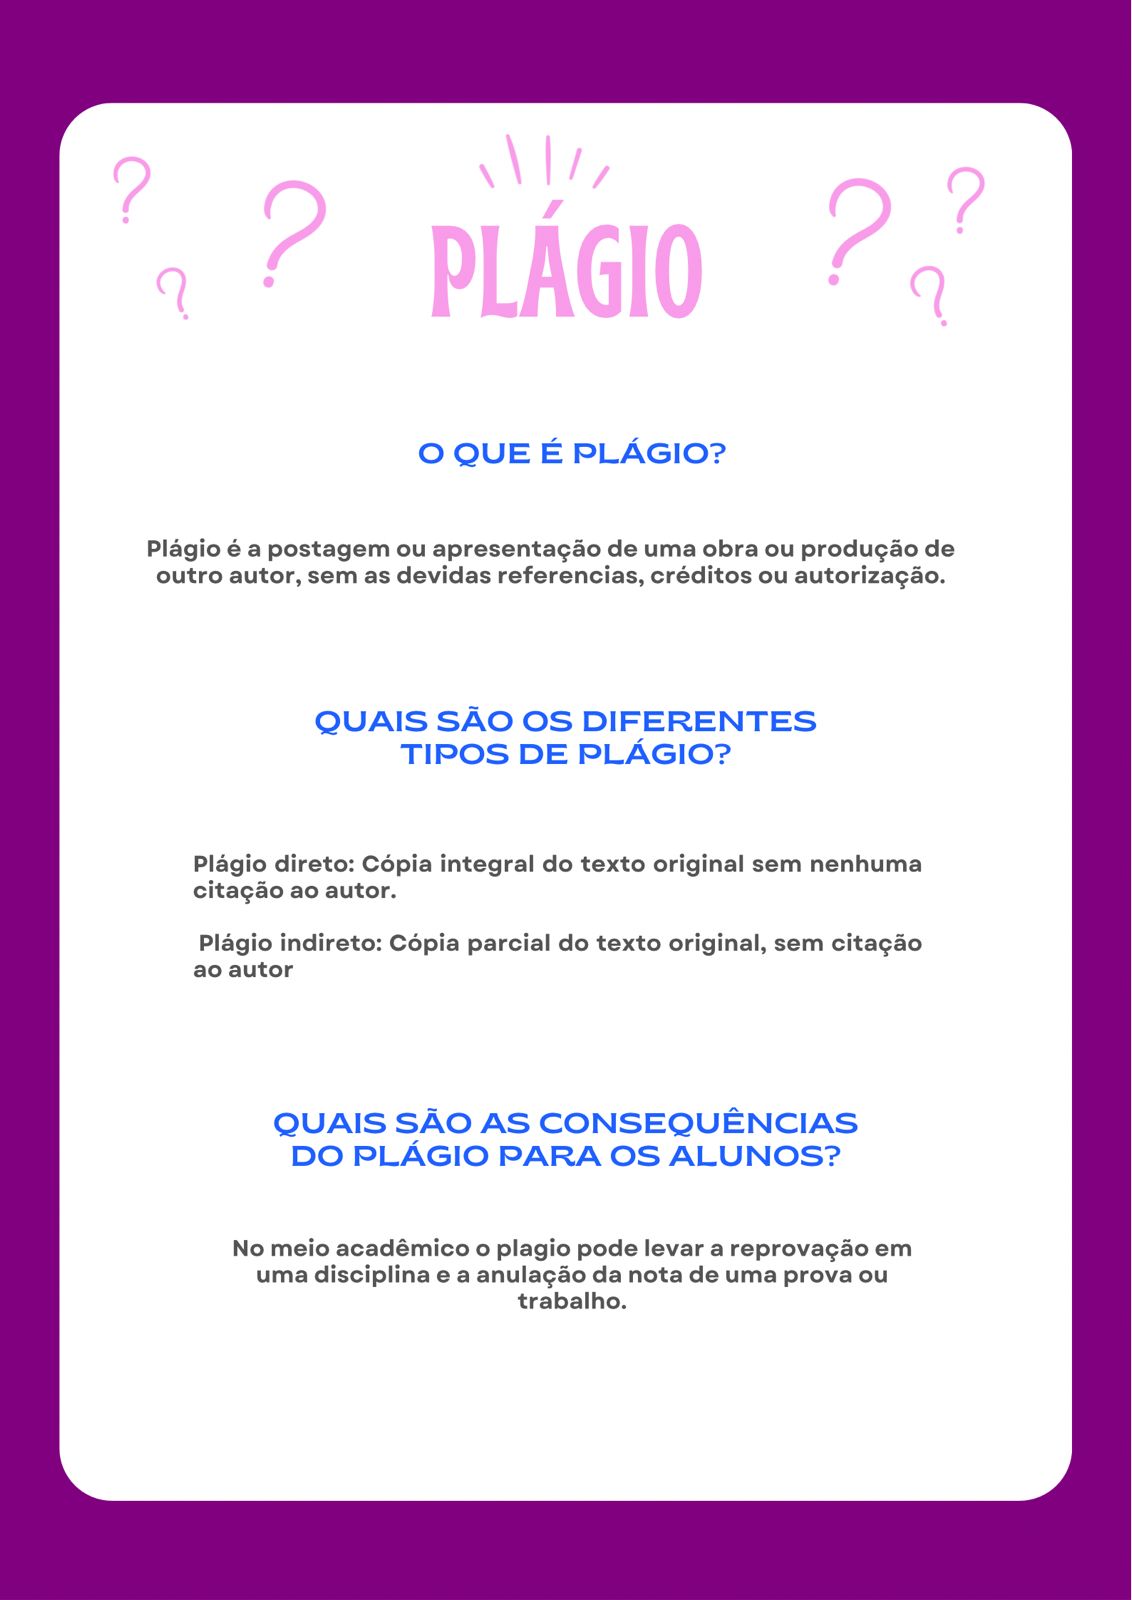 PLÁGIO
O QUE É PLÁGIO?
Plágio é a postagem ou apresentação de uma obra ou produção de
outro autor, sem as devidas referencias, créditos ou autorização.
QUAIS SÃO OS DIFERENTES
TIPOS DE PLÁGIO?
Plágio direto: Cópia integral do texto original sem nenhuma
citação ao autor.
Plágio indireto: Cópia parcial do texto original, sem citação
ao autor
QUAIS SÃO AS CONSEQUÊNCIAS
DO PLÁGIO PARA OS ALUNOS?
No meio acadêmico o plagio pode levar a reprovação em
uma disciplina e a anulação da nota de uma prova ou
trabalho.